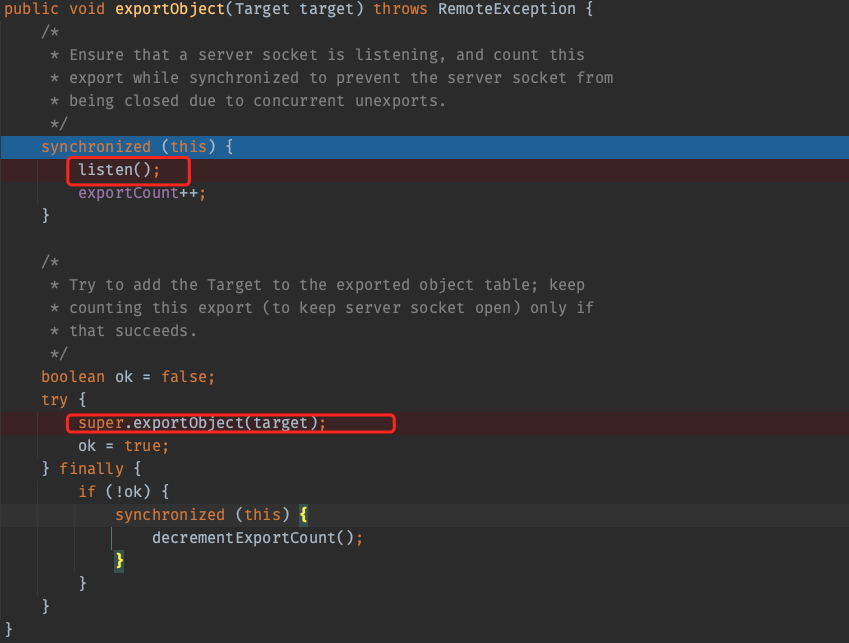 public void exportObject(Target target) throws RemoteException {
    /*
     * Ensure that a server socket is listening, and count this
     * export while synchronized to prevent the server socket from
     * being closed due to concurrent unexports.
     */
    synchronized (this) {
        listen();
        exportCount++;
    }

    /*
     * Try to add the Target to the exported object table; keep
     * counting this export (to keep server socket open) only if
     * that succeeds.
     */
    boolean ok = false;
    try {
        super.exportObject(target);
        ok = true;
    } finally {
        if (!ok) {
            synchronized (this) {
                decrementExportCount();
            }
        }
    }
}